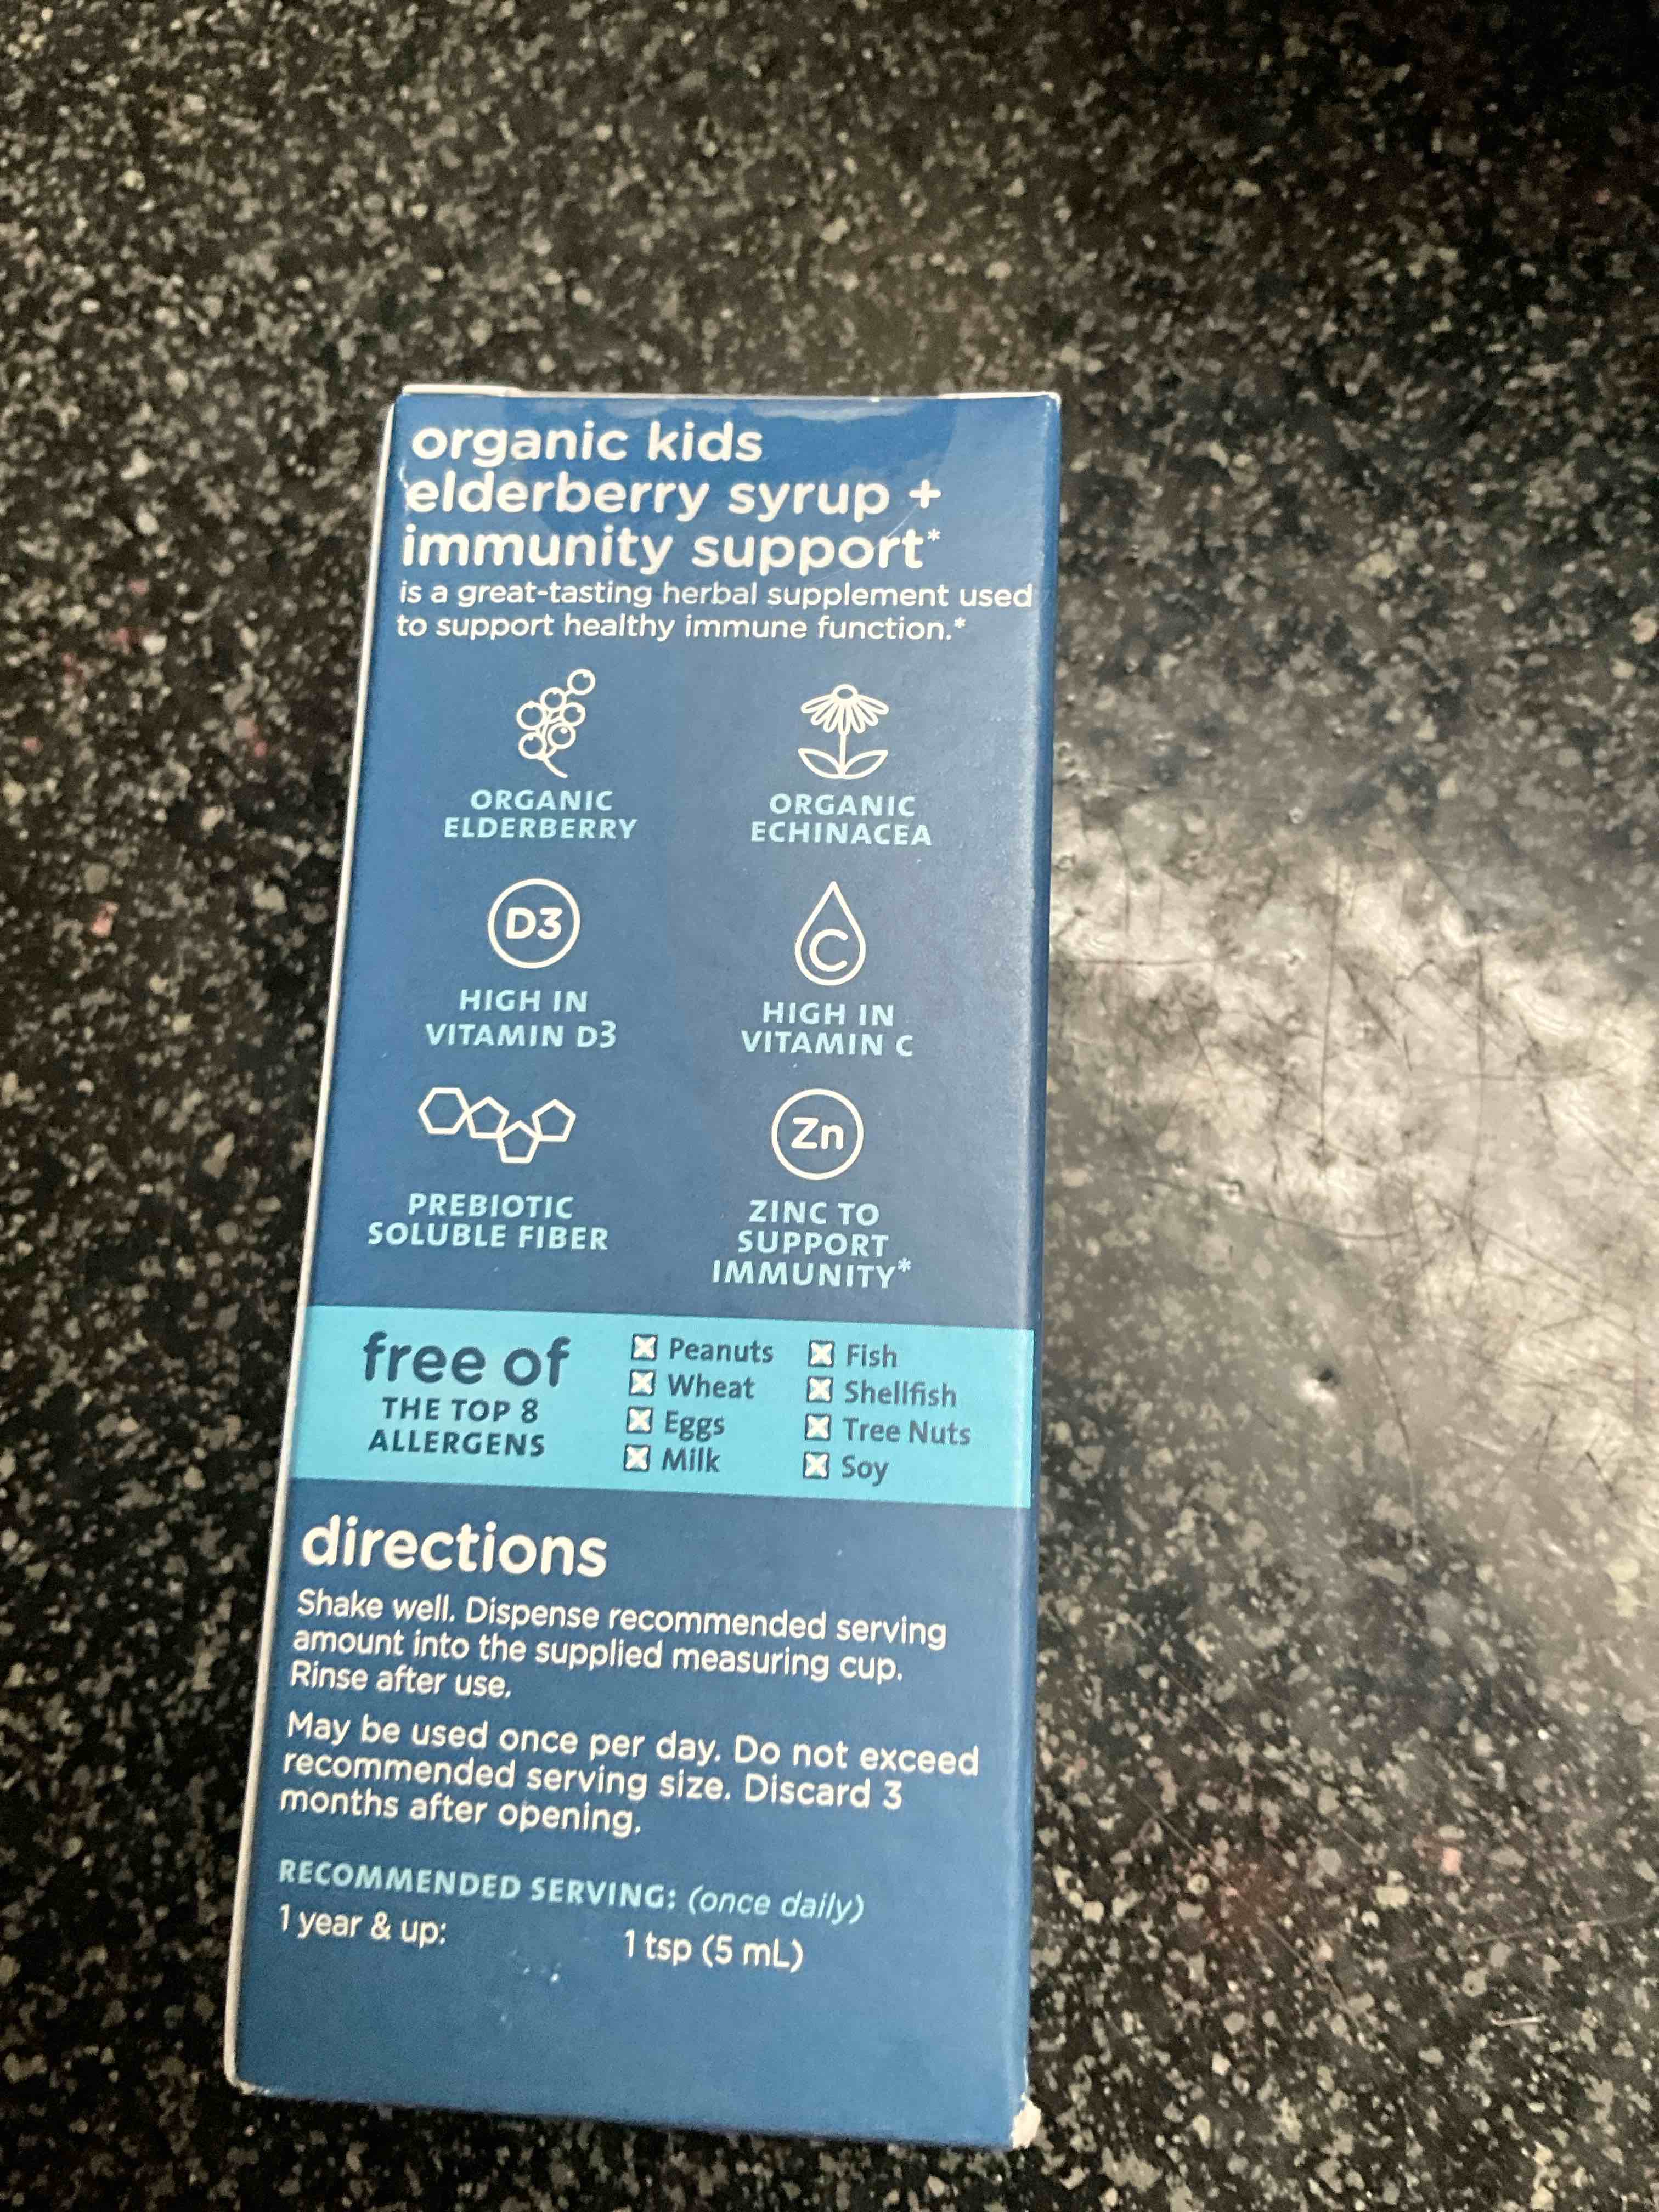 organic kids
elderberry syrup +
immunity support*
is a great-tasting herbal supplement used
to support healthy immune function.*
ORGANIC
ELDERBERRY
ORGANIC
ECHINACEA
D3
HIGH IN
VITAMIN D3
C
HIGH IN
VITAMIN C
PREBIOTIC
SOLUBLE FIBER
Zn
ZINC TO
SUPPORT
IMMUNITY*
free of
THE TOP 8
ALLERGENS
Peanuts
Wheat
Eggs
Milk
Fish
Shellfish
Tree Nuts
Soy
directions
Shake well. Dispense recommended serving
amount into the supplied measuring cup.
Rinse after use.
May be used once per day. Do not exceed
recommended serving size. Discard 3
months after opening.
RECOMMENDED SERVING: (once daily)
1 year & up: 1 tsp (5 mL)